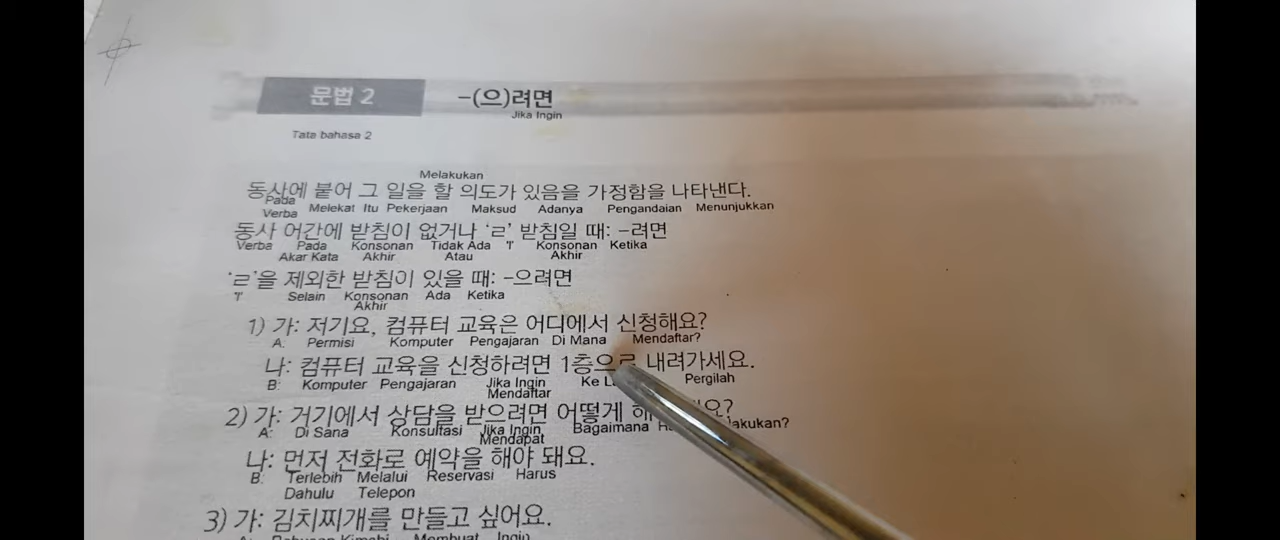 문법 2 -(으)려면
Jika Ingin
Tata bahasa 2
Melakukan
동사에 붙어 그 일을 할 의도가 있음을 가정함을 나타낸다.
Pada Verba Melekat Itu Pekerjaan Maksud Adanya Pengandaian Menunjukkan
동사 어간에 받침이 없거나 'ㄹ' 받침일 때: -려면
Verba Pada Konsonan Tidak Ada 'l' Konsonan Ketika
Akar Kata Akhir Atau Akhir
'ㄹ'을 제외한 받침이 있을 때: -으려면
'l' Selain Konsonan Ada Ketika
Akhir
1) 가: 저기요, 컴퓨터 교육은 어디에서 신청해요?
A: Permisi Komputer Pengajaran Di Mana Mendaftar?
나: 컴퓨터 교육을 신청하려면 1층으로 내려가세요.
B: Komputer Pengajaran Jika Ingin Ke Pergilah
Mendaftar
2) 가: 거기에서 상담을 받으려면 어떻게
A: Di Sana Konsultasi Jika Ingin Bagaimana
Mendapat
나: 먼저 전화로 예약을 해야 돼요.
B: Terlebih Melalui Reservasi Harus
Dahulu Telepon
3) 가: 김치찌개를 만들고 싶어요.